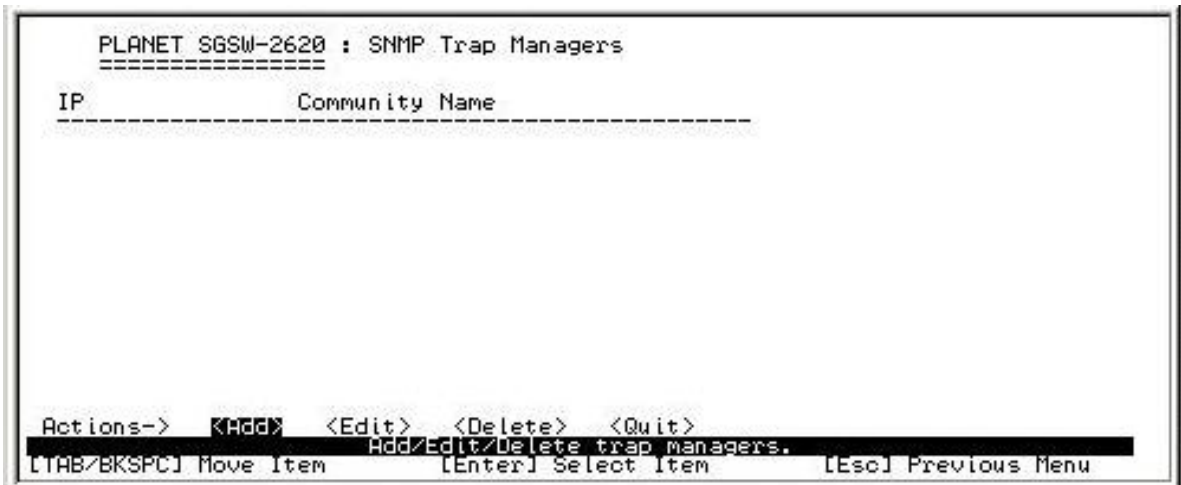 PLANET SGSW-2620 : SNMP Trap Managers
================
IP Community Name
-------------------------------------------------
Actions-> <Add> <Edit> <Delete> <Quit>
Add/Edit/Delete trap managers.
[TAB/BKSPC] Move Item [Enter] Select Item [Esc] Previous Menu